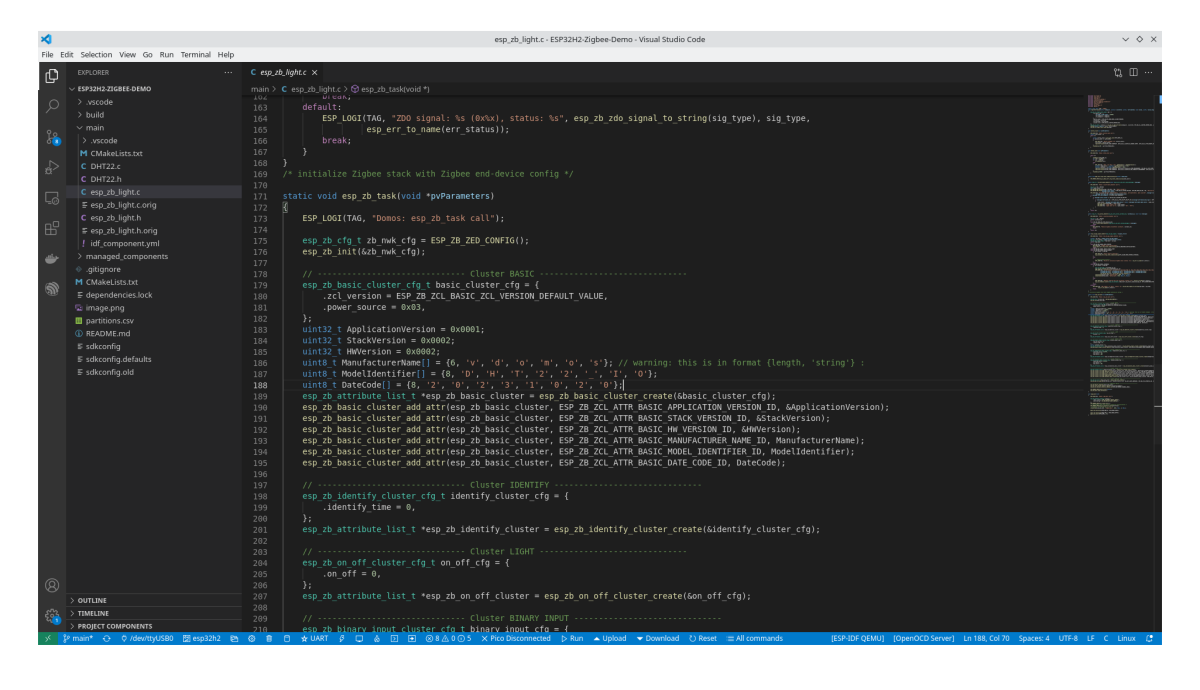 esp_zb_light.c - ESP32H2-Zigbee-Demo - Visual Studio Code
File Edit Selection View Go Run Terminal Help
EXPLORER
ESP32H2-ZIGBEE-DEMO
.vscode
build
main
.vscode
CMakeLists.txt
DHT22.c
DHT22.h
esp_zb_light.c
esp_zb_light.c.orig
esp_zb_light.h
esp_zb_light.h.orig
idf_component.yml
managed_components
.gitignore
CMakeLists.txt
dependencies.lock
image.png
partitions.csv
README.md
sdkconfig
sdkconfig.defaults
sdkconfig.old
OUTLINE
TIMELINE
PROJECT COMPONENTS
C esp_zb_light.c ×
main > C esp_zb_light.c > esp_zb_task(void *)
162 break;
163 default:
164 ESP_LOGI(TAG, "ZDO signal: %s (0x%x), status: %s", esp_zb_zdo_signal_to_string(sig_type), sig_type,
165 esp_err_to_name(err_status));
166 break;
167 }
168 }
169 /* initialize Zigbee stack with Zigbee end-device config */
170
171 static void esp_zb_task(void *pvParameters)
172 {
173 ESP_LOGI(TAG, "Domos: esp_zb_task call");
174
175 esp_zb_cfg_t zb_nwk_cfg = ESP_ZB_ZED_CONFIG();
176 esp_zb_init(&zb_nwk_cfg);
177
178 // ------------------------------ Cluster BASIC ------------------------------
179 esp_zb_basic_cluster_cfg_t basic_cluster_cfg = {
180 .zcl_version = ESP_ZB_ZCL_BASIC_ZCL_VERSION_DEFAULT_VALUE,
181 .power_source = 0x03,
182 };
183 uint32_t ApplicationVersion = 0x0001;
184 uint32_t StackVersion = 0x0002;
185 uint32_t HWVersion = 0x0002;
186 uint8_t ManufacturerName[] = {6, 'v', 'd', 'o', 'm', 'o', 's'}; // warning: this is in format {length, 'string'} :
187 uint8_t ModelIdentifier[] = {8, 'D', 'H', 'T', '2', '2', '_', 'I', 'O'};
188 uint8_t DateCode[] = {8, '2', '0', '2', '3', '1', '0', '2', '0'};
189 esp_zb_attribute_list_t *esp_zb_basic_cluster = esp_zb_basic_cluster_create(&basic_cluster_cfg);
190 esp_zb_basic_cluster_add_attr(esp_zb_basic_cluster, ESP_ZB_ZCL_ATTR_BASIC_APPLICATION_VERSION_ID, &ApplicationVersion);
191 esp_zb_basic_cluster_add_attr(esp_zb_basic_cluster, ESP_ZB_ZCL_ATTR_BASIC_STACK_VERSION_ID, &StackVersion);
192 esp_zb_basic_cluster_add_attr(esp_zb_basic_cluster, ESP_ZB_ZCL_ATTR_BASIC_HW_VERSION_ID, &HWVersion);
193 esp_zb_basic_cluster_add_attr(esp_zb_basic_cluster, ESP_ZB_ZCL_ATTR_BASIC_MANUFACTURER_NAME_ID, ManufacturerName);
194 esp_zb_basic_cluster_add_attr(esp_zb_basic_cluster, ESP_ZB_ZCL_ATTR_BASIC_MODEL_IDENTIFIER_ID, ModelIdentifier);
195 esp_zb_basic_cluster_add_attr(esp_zb_basic_cluster, ESP_ZB_ZCL_ATTR_BASIC_DATE_CODE_ID, DateCode);
196
197 // ------------------------------ Cluster IDENTIFY ------------------------------
198 esp_zb_identify_cluster_cfg_t identify_cluster_cfg = {
199 .identify_time = 0,
200 };
201 esp_zb_attribute_list_t *esp_zb_identify_cluster = esp_zb_identify_cluster_create(&identify_cluster_cfg);
202
203 // ------------------------------ Cluster LIGHT ------------------------------
204 esp_zb_on_off_cluster_cfg_t on_off_cfg = {
205 .on_off = 0,
206 };
207 esp_zb_attribute_list_t *esp_zb_on_off_cluster = esp_zb_on_off_cluster_create(&on_off_cfg);
208
209 // ------------------------------ Cluster BINARY INPUT ------------------------------
210 esp_zb_binary_input_cluster_cfg_t binary_input_cfg = {
main* /dev/ttyUSB0 esp32h2 UART 8 0 5 Pico Disconnected Run Upload Download Reset All commands [ESP-IDF QEMU] [OpenOCD Server] Ln 188, Col 70 Spaces: 4 UTF-8 LF C Linux